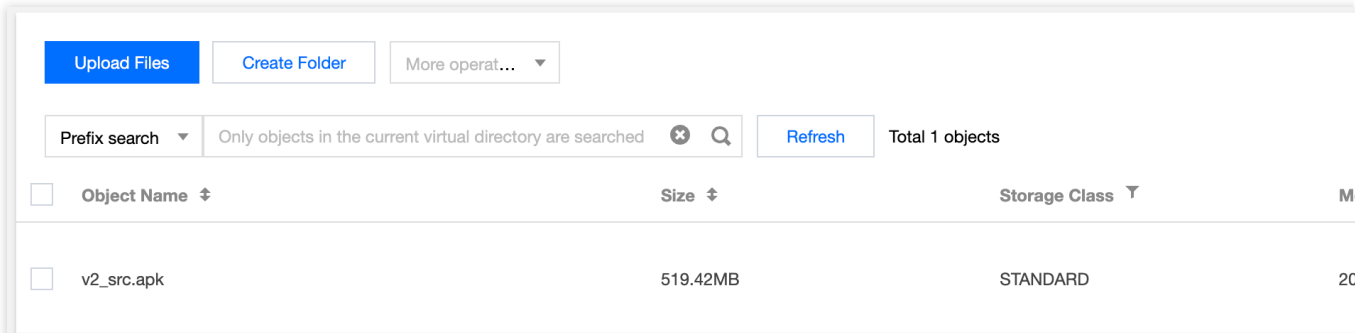 Upload Files Create Folder More operat...
Prefix search Only objects in the current virtual directory are searched Refresh Total 1 objects
Object Name Size Storage Class
v2_src.apk 519.42MB STANDARD 20